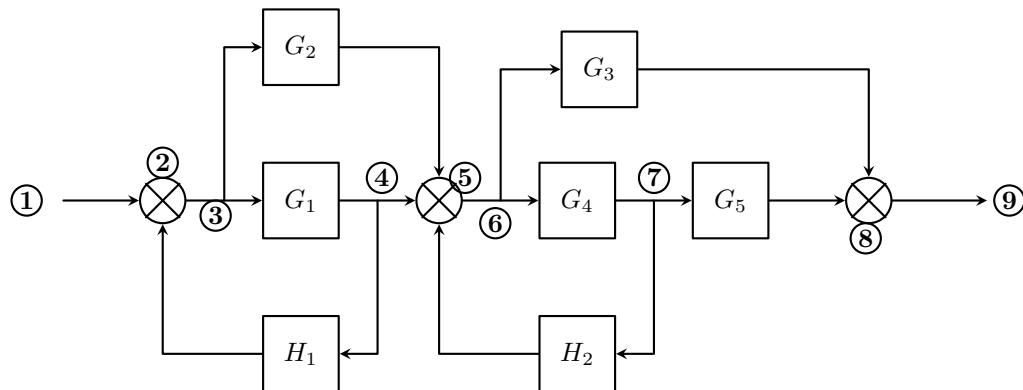 G₂
G₃
② ④ ⑤ ⑦
① G₁ G₄ G₅ ⑨
③ ⑥ ⑧
H₁ H₂